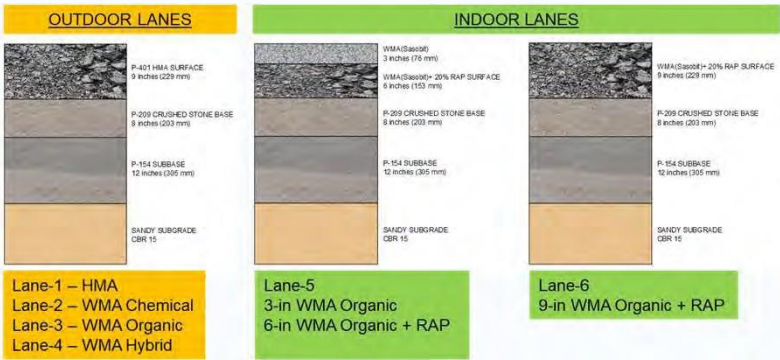 OUTDOOR LANES
INDOOR LANES
P-401 HMA SURFACE
9 inches (229 mm)
P-209 CRUSHED STONE BASE
8 inches (203 mm)
P-154 SUBBASE
12 inches (305 mm)
SANDY SUBGRADE
CBR 15
WMA(Sasobit)
3 inches (76 mm)
WMA(Sasobit)+ 20% RAP SURFACE
6 inches (153 mm)
P-209 CRUSHED STONE BASE
8 inches (203 mm)
P-154 SUBBASE
12 inches (305 mm)
SANDY SUBGRADE
CBR 15
WMA(Sasobit)+ 20% RAP SURFACE
9 inches (229 mm)
P-209 CRUSHED STONE BASE
8 inches (203 mm)
P-154 SUBBASE
12 inches (305 mm)
SANDY SUBGRADE
CBR 15
Lane-1 – HMA
Lane-2 – WMA Chemical
Lane-3 – WMA Organic
Lane-4 – WMA Hybrid
Lane-5
3-in WMA Organic
6-in WMA Organic + RAP
Lane-6
9-in WMA Organic + RAP